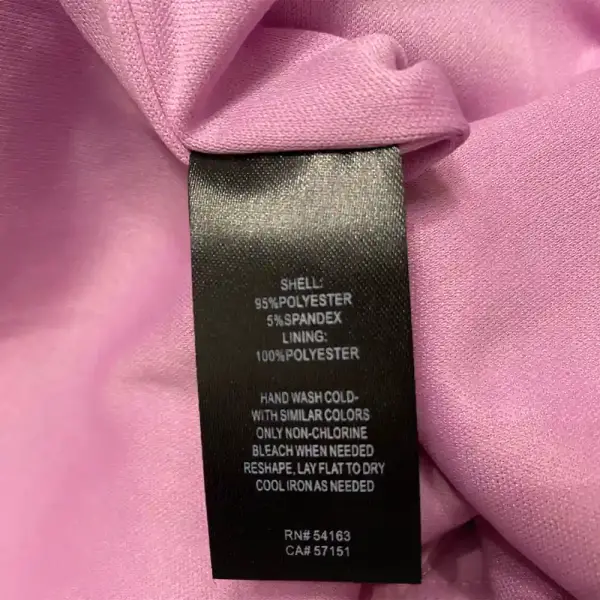 SHELL:
95%POLYESTER
5%SPANDEX
LINING:
100%POLYESTER
HAND WASH COLD-
WITH SIMILAR COLORS
ONLY NON-CHLORINE
BLEACH WHEN NEEDED
RESHAPE, LAY FLAT TO DRY
COOL IRON AS NEEDED
RN# 54163
CA# 57151